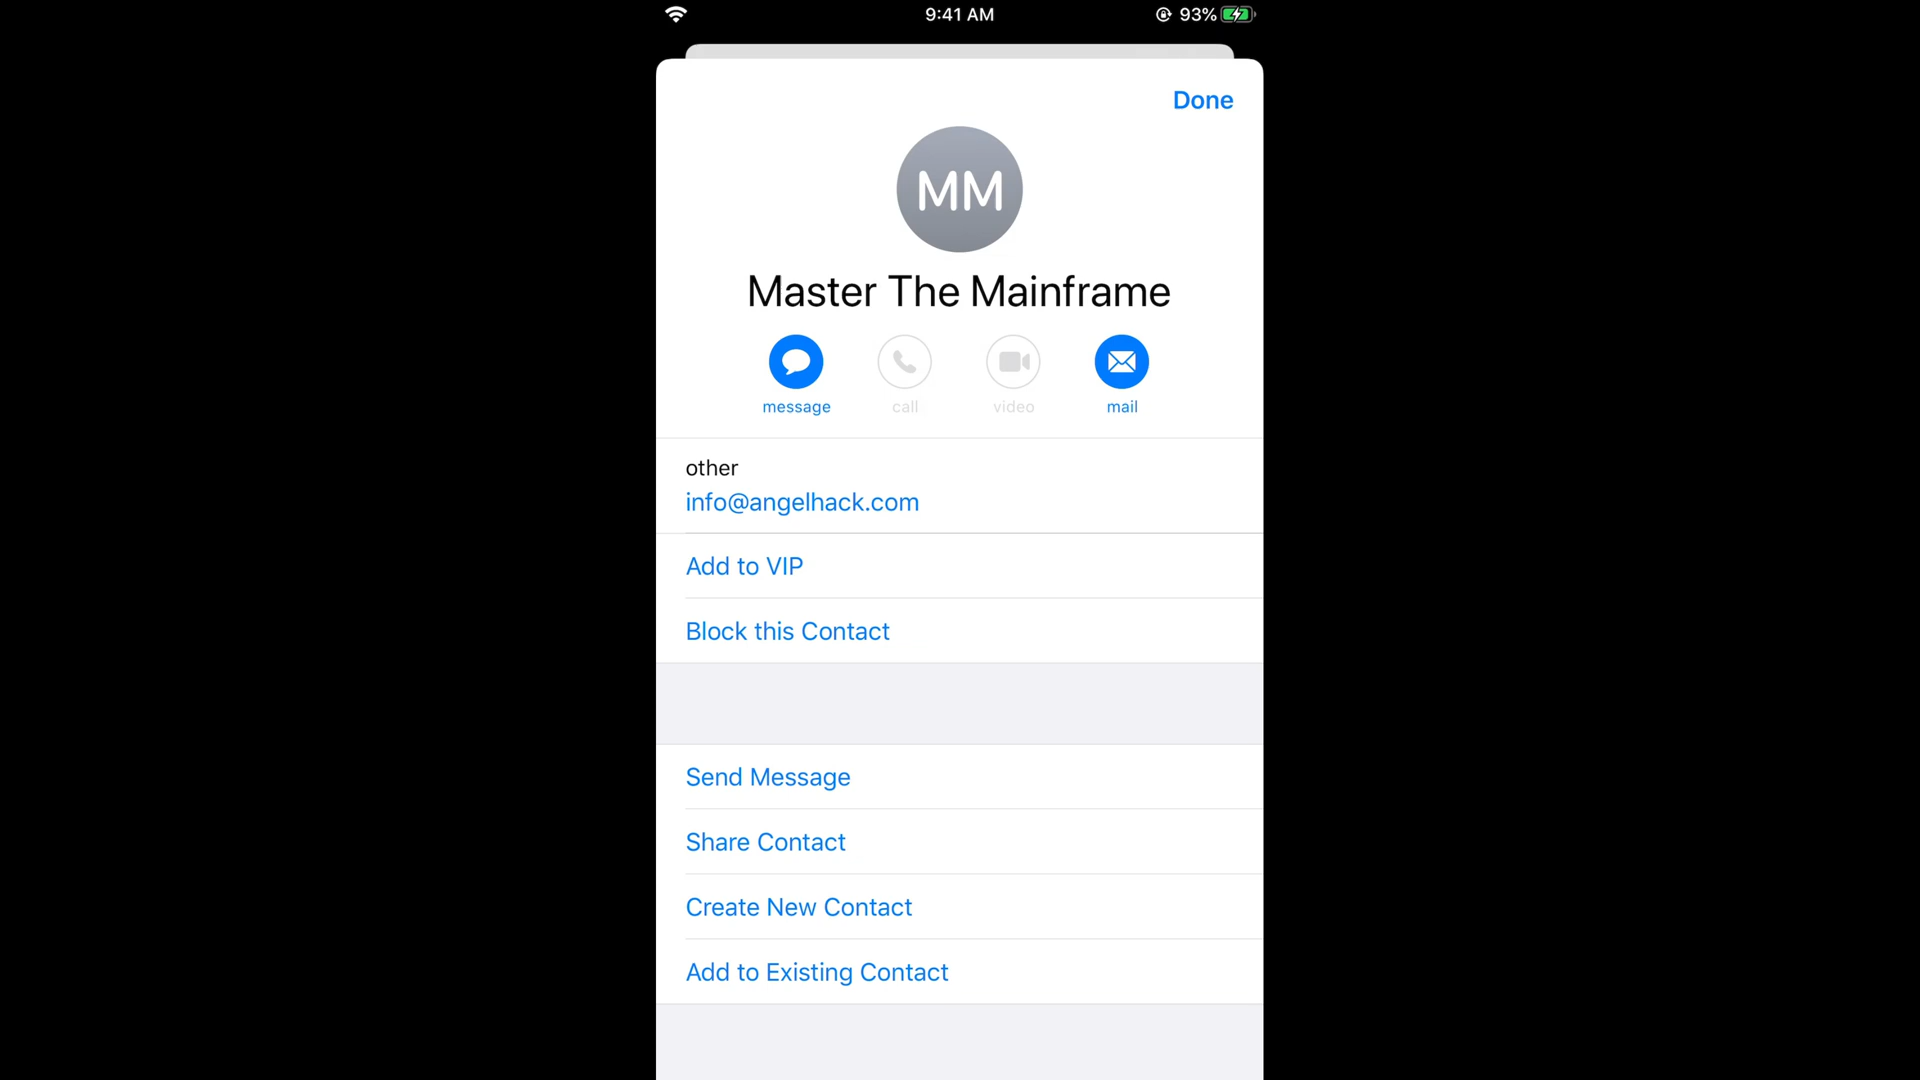 9:41 AM
93%
Done
MM
Master The Mainframe
message
call
video
mail
other
info@angelhack.com
Add to VIP
Block this Contact
Send Message
Share Contact
Create New Contact
Add to Existing Contact